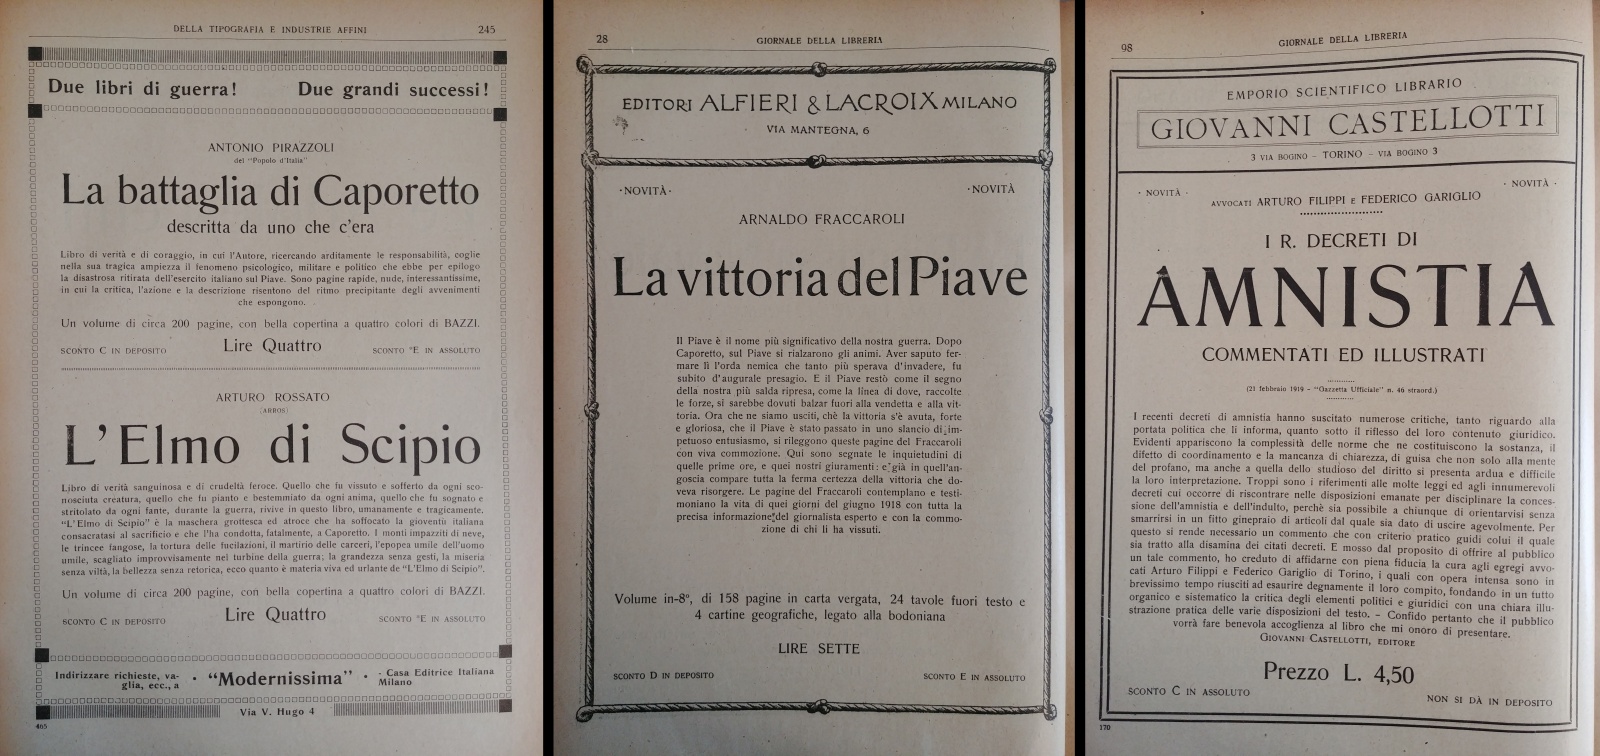 DELLA TIPOGRAFIA E INDUSTRIE AFFINI 245
Due libri di guerra! Due grandi successi!
ANTONIO PIRAZZOLI
del "Popolo d'Italia"
La battaglia di Caporetto
descritta da uno che c'era
Libro di verità e di coraggio, in cui l'Autore, ricercando arditamente le responsabilità, coglie
nella sua tragica ampiezza il fenomeno psicologico, militare e politico che ebbe per epilogo
la disastrosa ritirata dell'esercito italiano sul Piave. Sono pagine rapide, nude, interessantissime,
in cui la critica, l'azione e la descrizione risentono del ritmo precipitante degli avvenimenti
che espongono.
Un volume di circa 200 pagine, con bella copertina a quattro colori di BAZZI.
SCONTO C IN DEPOSITO Lire Quattro SCONTO E IN ASSOLUTO
ARTURO ROSSATO
(ARROS)
L'Elmo di Scipio
Libro di verità sanguinosa e di crudeltà feroce. Quello che fu vissuto e sofferto da ogni sco-
nosciuta creatura, quello che fu pianto e bestemmiato da ogni anima, quello che fu sognato e
stritolato da ogni fante, durante la guerra, rivive in questo libro, umanamente e tragicamente.
"L'Elmo di Scipio" è la maschera grottesca ed atroce che ha soffocato la gioventù italiana
consacratasi al sacrificio e che l'ha condotta, fatalmente, a Caporetto. I monti impazziti di neve,
le trincee fangose, la tortura delle fucilazioni, il martirio delle carceri, l'epopea umile dell'uomo
umile, scagliato improvvisamente nel turbine della guerra; la grandezza senza gesti, la miseria
senza viltà, la bellezza senza retorica, ecco quanto è materia viva ed urlante de "L'Elmo di Scipio".
Un volume di circa 200 pagine, con bella copertina a quattro colori di BAZZI.
SCONTO C IN DEPOSITO Lire Quattro SCONTO E IN ASSOLUTO
Indirizzare richieste, va-
glia, ecc., a · "Modernissima" · - Casa Editrice Italiana
Milano
Via V. Hugo 4
465
28 GIORNALE DELLA LIBRERIA
EDITORI ALFIERI & LACROIX MILANO
VIA MANTEGNA, 6
·NOVITÀ· ·NOVITÀ
ARNALDO FRACCAROLI
La vittoria del Piave
Il Piave è il nome più significativo della nostra guerra. Dopo
Caporetto, sul Piave si rialzarono gli animi. Aver saputo fer-
mare lì l'orda nemica che tanto più sperava d'invadere, fu
subito d'augurale presagio. E il Piave restò come il segno
della nostra più salda ripresa, come la linea di dove, raccolte
le forze, si sarebbe dovuti balzar fuori alla vendetta e alla vit-
toria. Ora che ne siamo usciti, chè la vittoria s'è avuta, forte
e gloriosa, che il Piave è stato passato in uno slancio di im-
petuoso entusiasmo, si rileggono queste pagine del Fraccaroli
con viva commozione. Qui sono segnate le inquietudini di
quelle prime ore, e quei nostri giuramenti: e già in quell'an-
goscia compare tutta la ferma certezza della vittoria che do-
veva risorgere. Le pagine del Fraccaroli contemplano e testi-
moniano la vita di quei giorni del giugno 1918 con tutta la
precisa informazione del giornalista esperto e con la commo-
zione di chi li ha vissuti.
Volume in-8°, di 158 pagine in carta vergata, 24 tavole fuori testo e
4 cartine geografiche, legato alla bodoniana
LIRE SETTE
SCONTO D IN DEPOSITO SCONTO E IN ASSOLUTO
98 GIORNALE DELLA LIBRERIA
EMPORIO SCIENTIFICO LIBRARIO
GIOVANNI CASTELLOTTI
3 VIA BOGINO - TORINO - VIA BOGINO 3
· NOVITÀ · · NOVITÀ ·
AVVOCATI ARTURO FILIPPI E FEDERICO GARIGLIO
I R. DECRETI DI
AMNISTIA
COMMENTATI ED ILLUSTRATI
(21 febbraio 1919 - "Gazzetta Ufficiale" n. 46 straord.)
I recenti decreti di amnistia hanno suscitato numerose critiche, tanto riguardo alla
portata politica che li informa, quanto sotto il riflesso del loro contenuto giuridico.
Evidenti appariscono la complessità delle norme che ne costituiscono la sostanza, il
difetto di coordinamento e la mancanza di chiarezza, di guisa che non solo alla mente
del profano, ma anche a quella dello studioso del diritto si presenta ardua e difficile
la loro interpretazione. Troppi sono i riferimenti alle molte leggi ed agli innumerevoli
decreti cui occorre di riscontrare nelle disposizioni emanate per disciplinare la conces-
sione dell'amnistia e dell'indulto, perchè sia possibile a chiunque di orientarvisi senza
smarrirsi in un fitto ginepraio di articoli dal quale sia dato di uscire agevolmente. Per
questo si rende necessario un commento che con criterio pratico guidi colui il quale
sia tratto alla disamina dei citati decreti. E mosso dal proposito di offrire al pubblico
un tale commento, ho creduto di affidarne con piena fiducia la cura agli egregi avvo-
cati Arturo Filippi e Federico Gariglio di Torino, i quali con opera intensa sono in
brevissimo tempo riusciti ad esaurire degnamente il loro compito, fondando in un tutto
organico e sistematico la critica degli elementi politici e giuridici con una chiara illu-
strazione pratica delle varie disposizioni del testo. - Confido pertanto che il pubblico
vorrà fare benevola accoglienza al libro che mi onoro di presentare.
GIOVANNI CASTELLOTTI, EDITORE
Prezzo L. 4,50
SCONTO C IN ASSOLUTO NON SI DÀ IN DEPOSITO
170